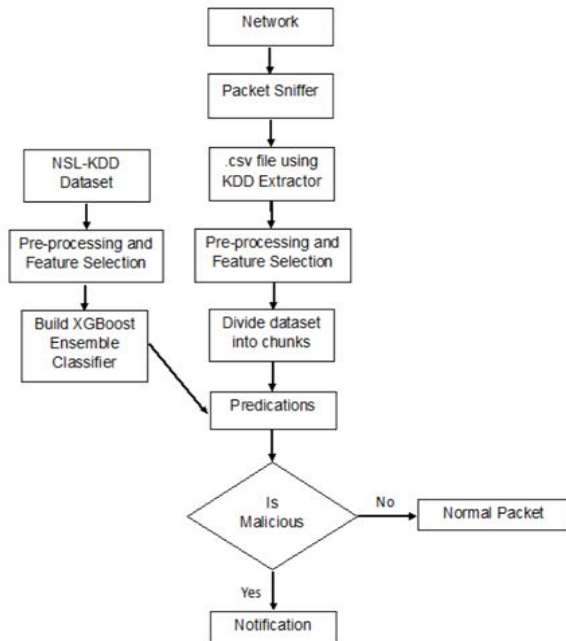 Network
Packet Sniffer
NSL-KDD
Dataset
.csv file using
KDD Extractor
Pre-processing and
Feature Selection
Pre-processing and
Feature Selection
Build XGBoost
Ensemble
Classifier
Divide dataset
into chunks
Predications
Is
Malicious
No
Normal Packet
Yes
Notification